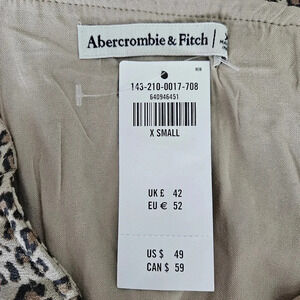 Abercrombie & Fitch
143-210-0017-708
640946451
X SMALL
UK £ 42
EU € 52
US $ 49
CAN $ 59